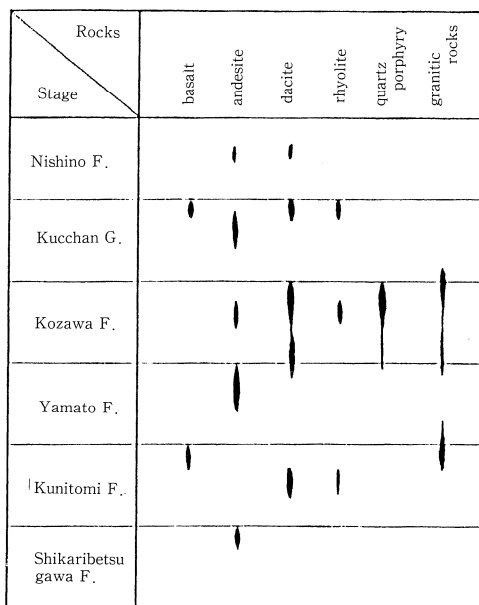 Rocks
Stage
basalt
andesite
dacite
rhyolite
quartz
porphyry
granitic
rocks
Nishino F.
Kucchan G.
Kozawa F.
Yamato F.
Kunitomi F.
Shikaribetsu
gawa F.